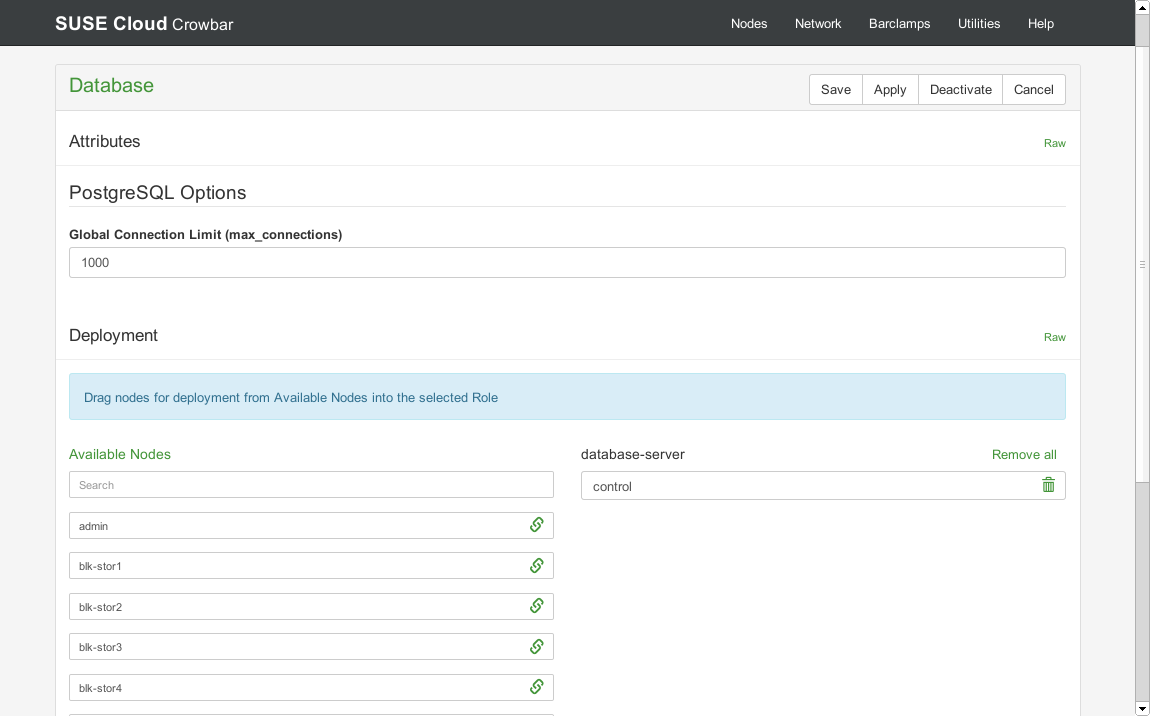 SUSE Cloud Crowbar
Nodes Network Barclamps Utilities Help
Database
Save Apply Deactivate Cancel
Attributes
Raw
PostgreSQL Options
Global Connection Limit (max_connections)
1000
Deployment
Raw
Drag nodes for deployment from Available Nodes into the selected Role
Available Nodes
Search
admin
blk-stor1
blk-stor2
blk-stor3
blk-stor4
database-server
Remove all
control